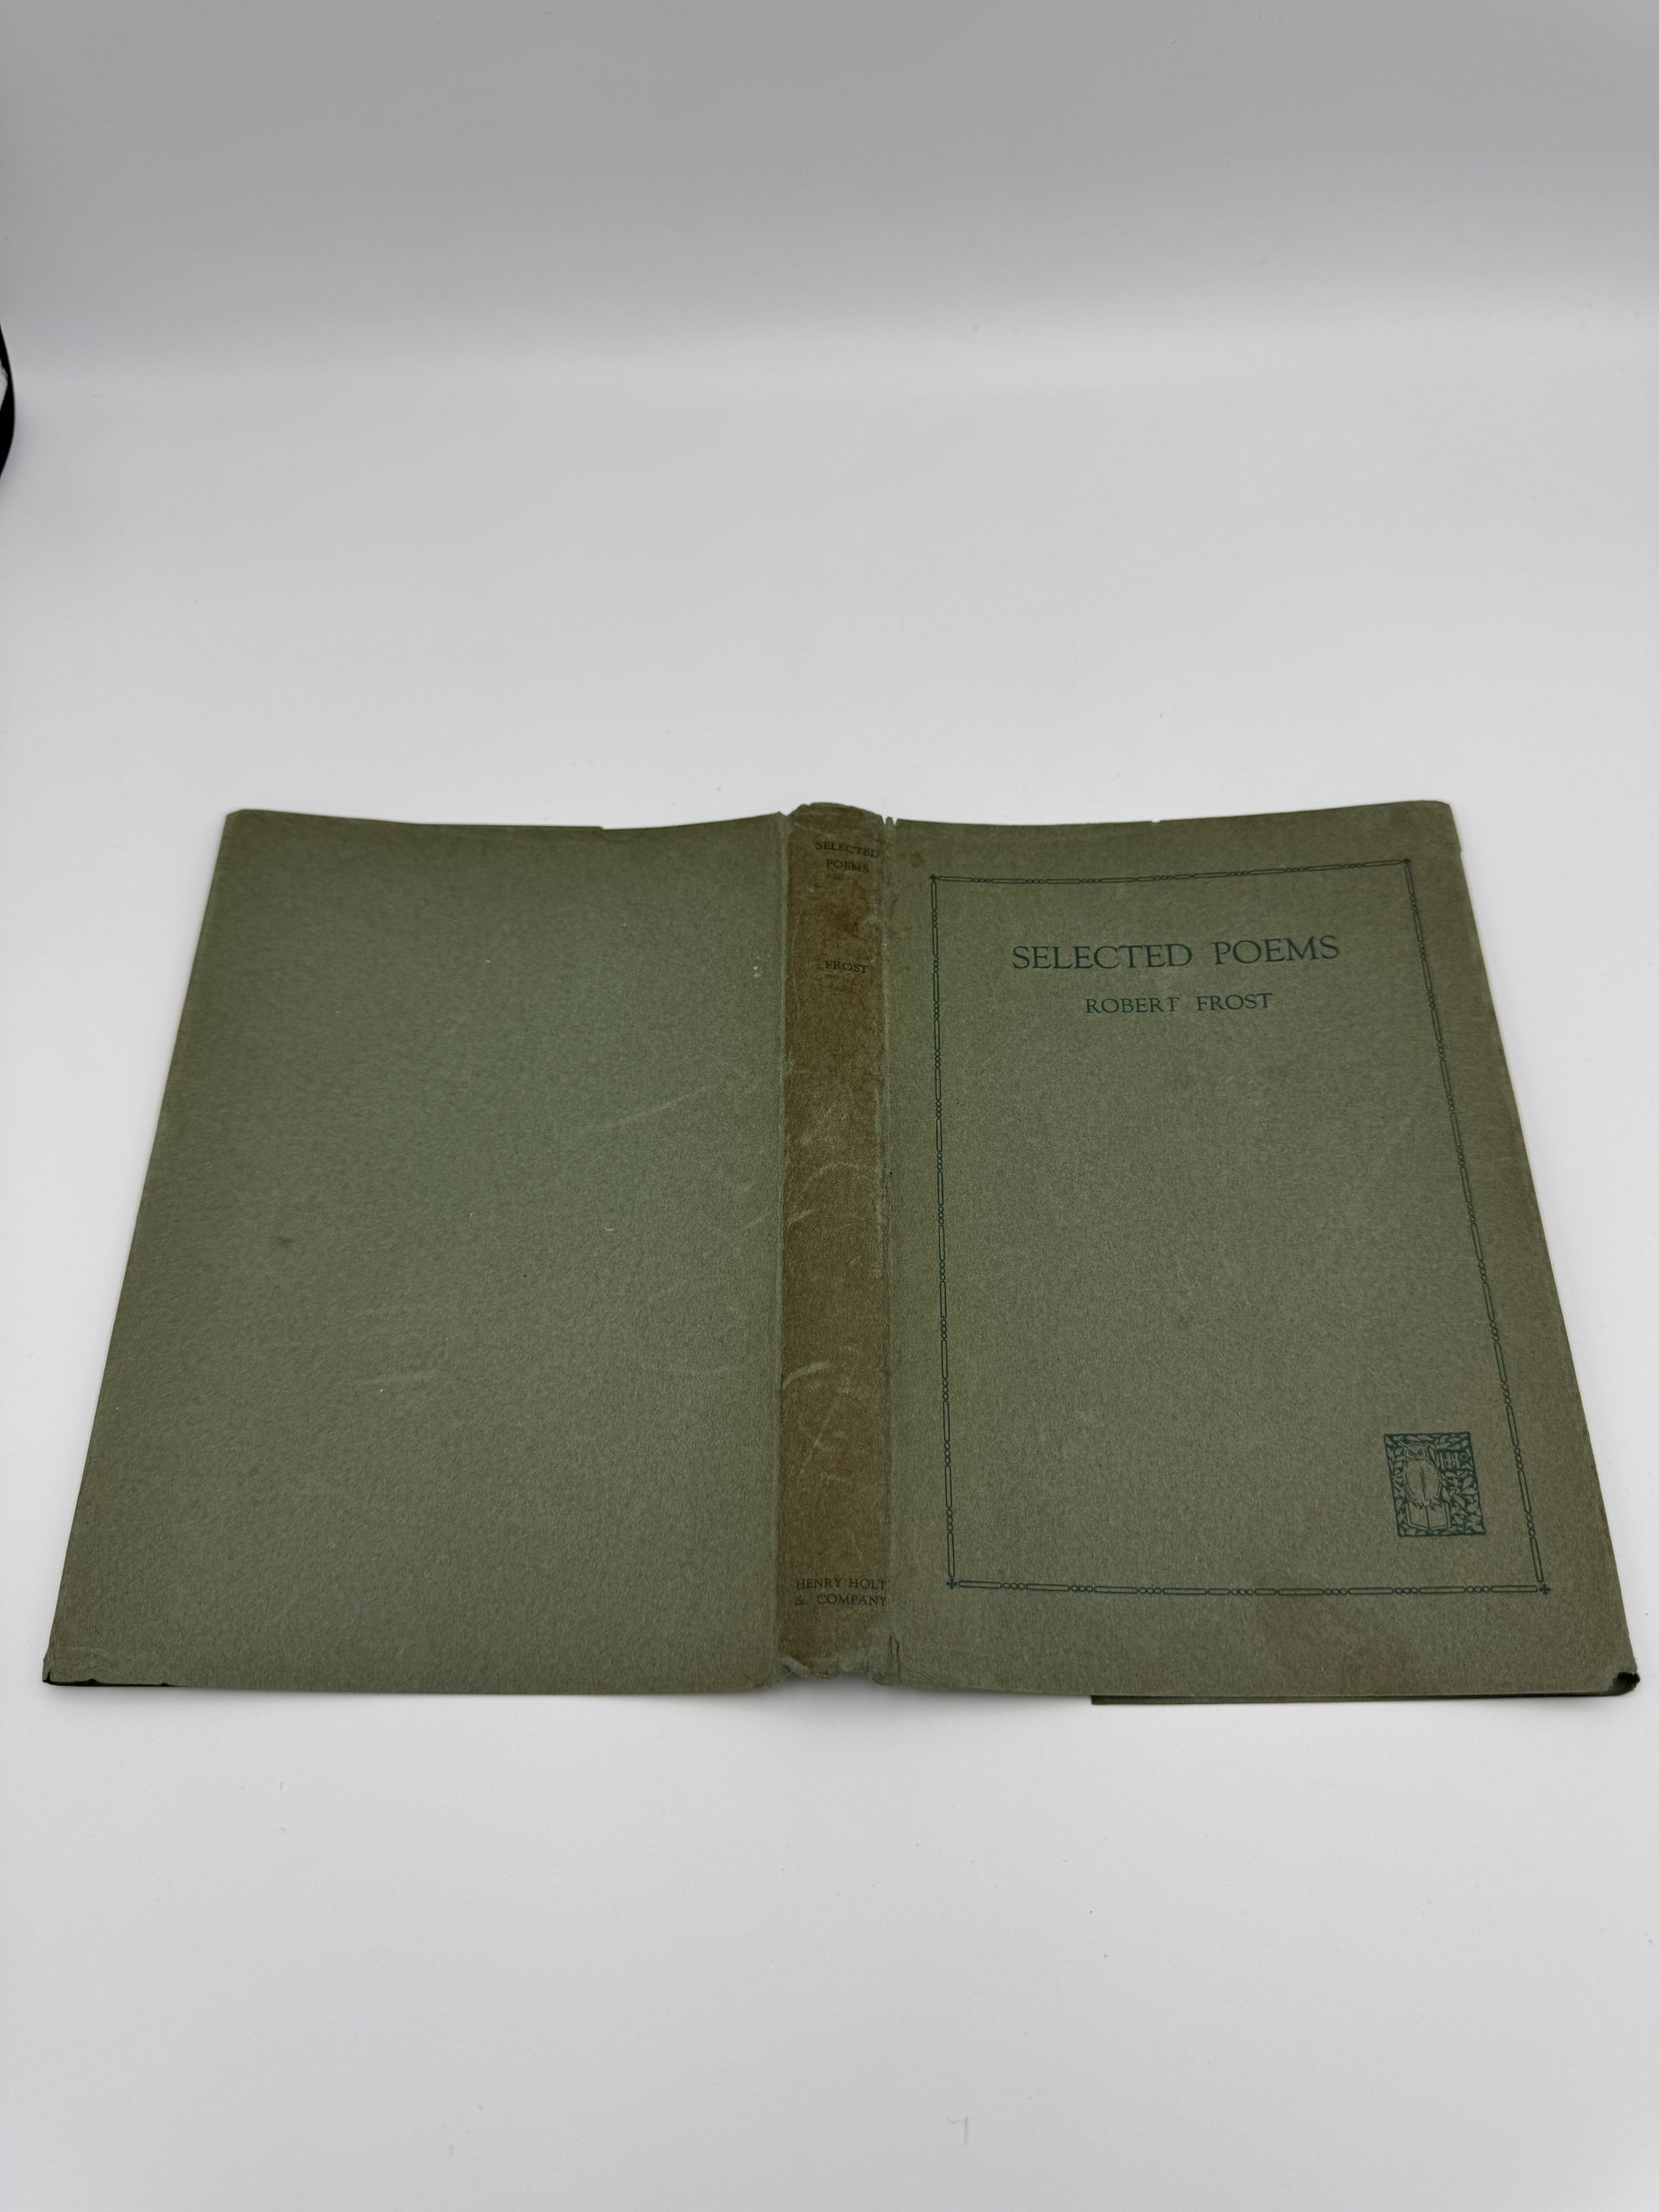 SELECTED
POEMS
FROST
HENRY HOLT
& COMPANY
SELECTED POEMS
ROBERT FROST